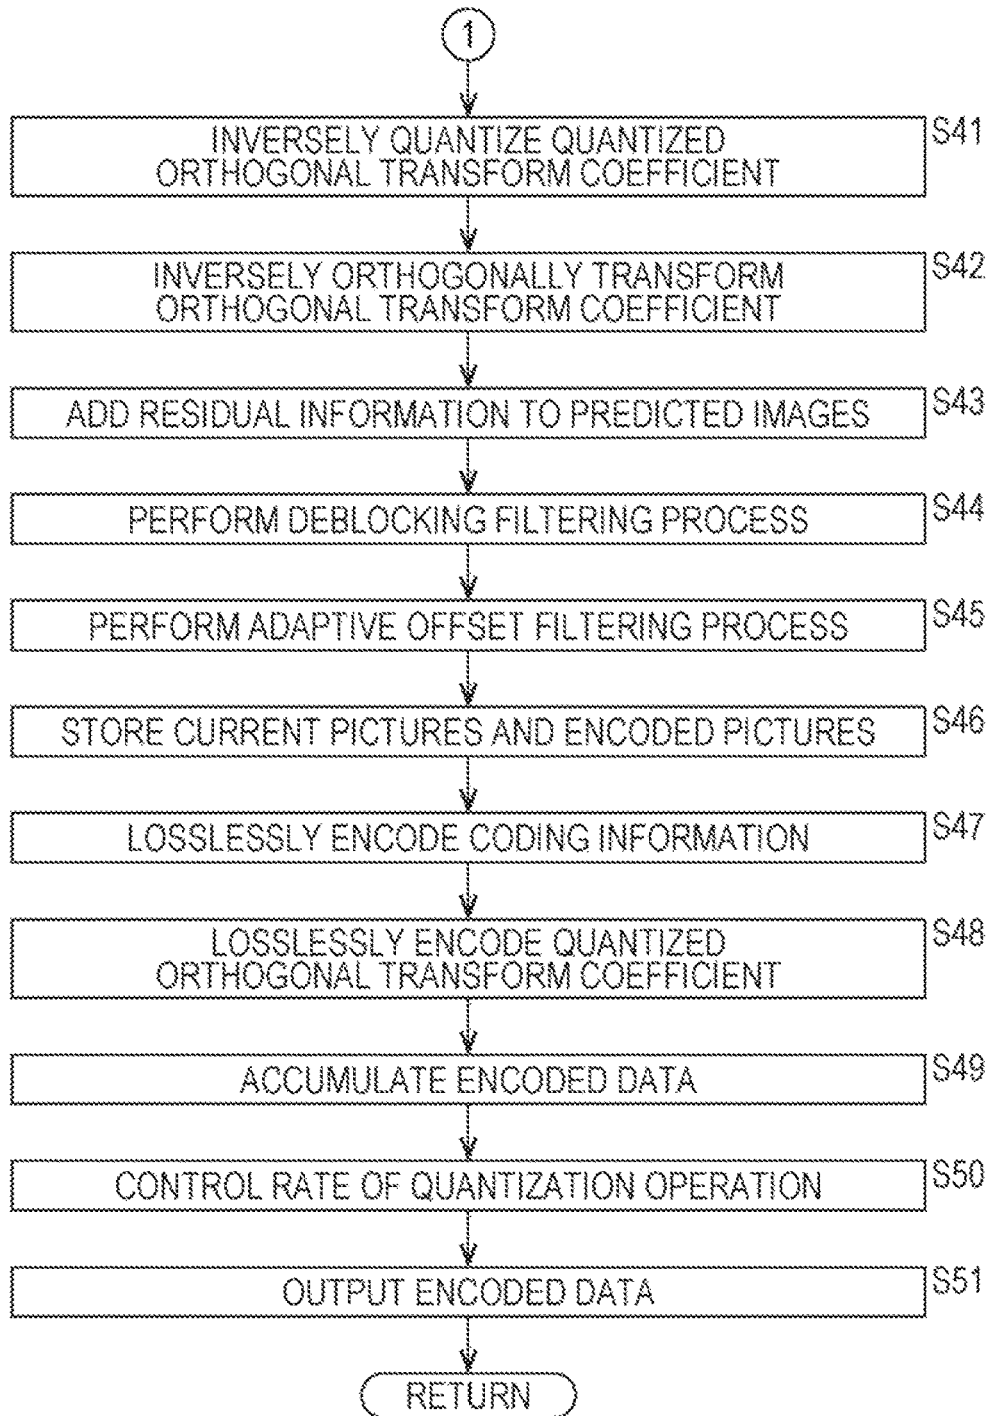 1
INVERSELY QUANTIZE QUANTIZED
ORTHOGONAL TRANSFORM COEFFICIENT
S41
INVERSELY ORTHOGONALLY TRANSFORM
ORTHOGONAL TRANSFORM COEFFICIENT
S42
ADD RESIDUAL INFORMATION TO PREDICTED IMAGES
S43
PERFORM DEBLOCKING FILTERING PROCESS
S44
PERFORM ADAPTIVE OFFSET FILTERING PROCESS
S45
STORE CURRENT PICTURES AND ENCODED PICTURES
S46
LOSSLESSLY ENCODE CODING INFORMATION
S47
LOSSLESSLY ENCODE QUANTIZED
ORTHOGONAL TRANSFORM COEFFICIENT
S48
ACCUMULATE ENCODED DATA
S49
CONTROL RATE OF QUANTIZATION OPERATION
S50
OUTPUT ENCODED DATA
S51
RETURN